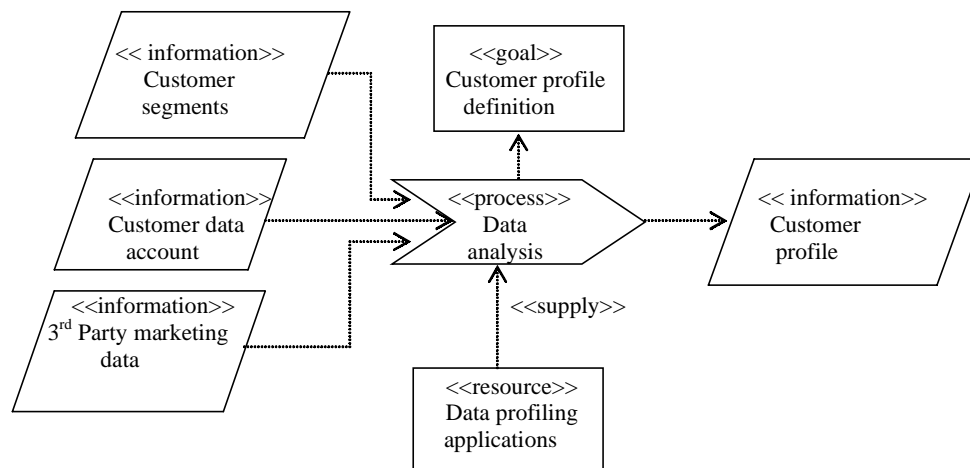 << information>>
Customer
segments
<<goal>>
Customer profile
definition
<<information>>
Customer data
account
<<process>>
Data
analysis
<< information>>
Customer
profile
<<information>>
3rd Party marketing
data
<<supply>>
<<resource>>
Data profiling
applications